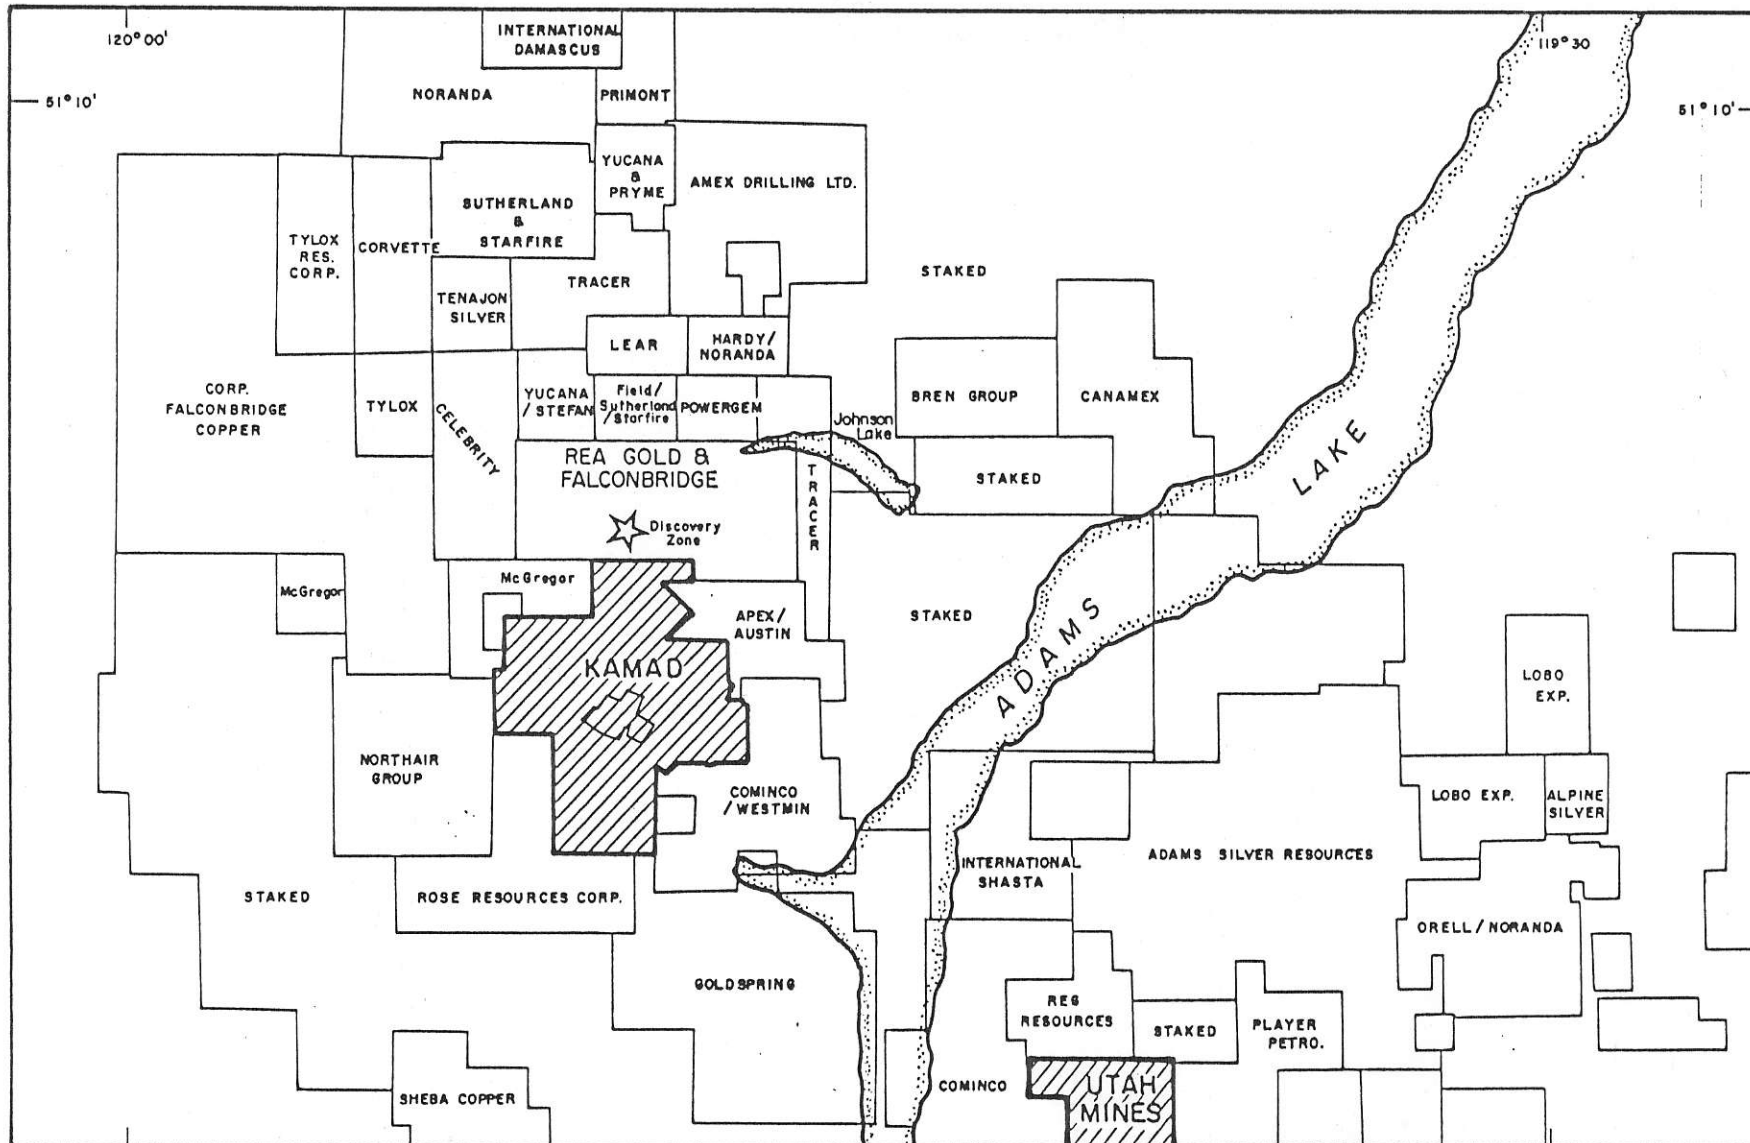 120°00'
INTERNATIONAL
DAMASCUS
119°30
51°10'
NORANDA
PRIMONT
51°10'
YUCANA
&
PRYME
AMEX DRILLING LTD.
SUTHERLAND
&
STARFIRE
TYLOX
RES.
CORP.
CORVETTE
TENAJON
SILVER
TRACER
STAKED
LEAR
HARDY/
NORANDA
CORP.
FALCONBRIDGE
COPPER
TYLOX
CELEBRITY
YUCANA
/STEFAN
Field/
Sutherland
/Starfire
POWERGEM
Johnson
Lake
BREN GROUP
CANAMEX
REA GOLD &
FALCONBRIDGE
TRACER
STAKED
ADAMS LAKE
Discovery
Zone
McGregor
McGregor
APEX/
AUSTIN
STAKED
KAMAD
LOBO
EXP.
NORTHAIR
GROUP
COMINCO
/WESTMIN
LOBO EXP.
ALPINE
SILVER
INTERNATIONAL
SHASTA
ADAMS SILVER RESOURCES
STAKED
ROSE RESOURCES CORP.
ORELL/NORANDA
GOLDSPRING
REG
RESOURCES
STAKED
PLAYER
PETRO.
SHEBA COPPER
COMINCO
UTAH
MINES